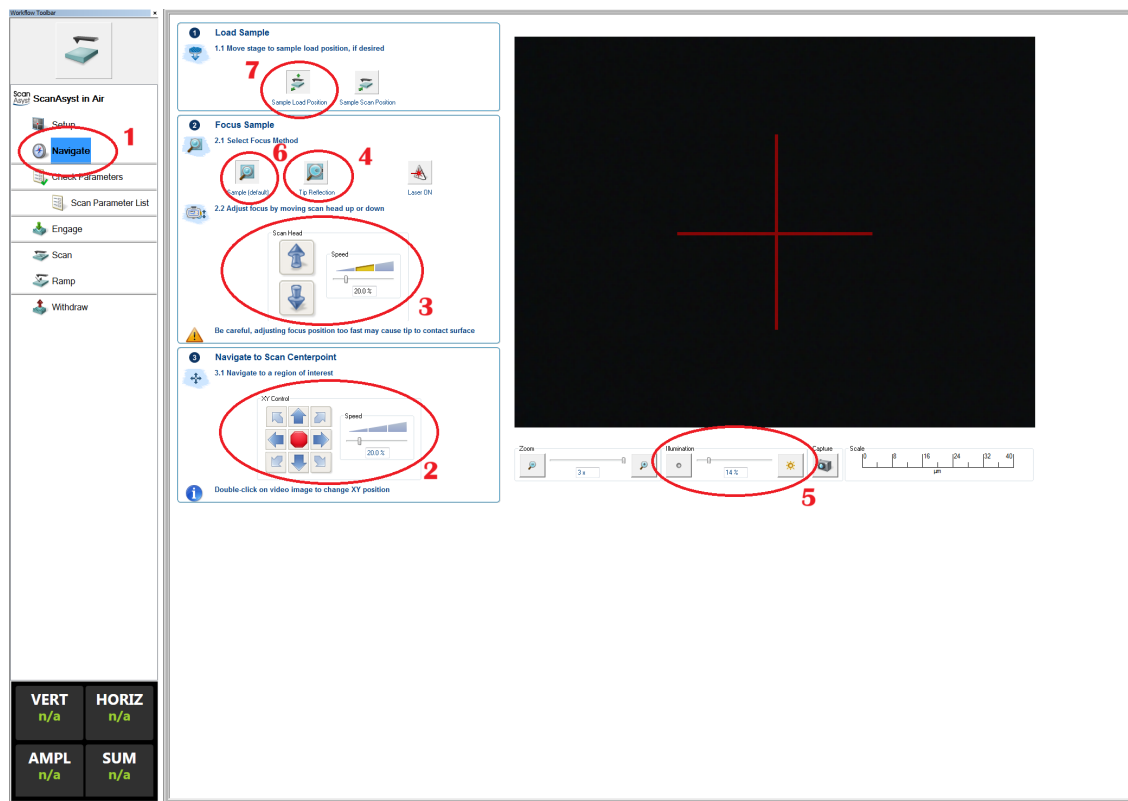 Workflow Toolbar
Scan Asyst ScanAsyst in Air
Setup
1
Navigate
Check Parameters
Scan Parameter List
Engage
Scan
Ramp
Withdraw
VERT HORIZ
n/a n/a
AMPL SUM
n/a n/a
1 Load Sample
1.1 Move stage to sample load position, if desired
7
Sample Load Position Sample Scan Position
2 Focus Sample
2.1 Select Focus Method
6 4
Sample (default) Tip Reflection Laser ON
2.2 Adjust focus by moving scan head up or down
Scan Head
Speed
20.0 %
3
Be careful, adjusting focus position too fast may cause tip to contact surface
3 Navigate to Scan Centerpoint
3.1 Navigate to a region of interest
XY Control
Speed
20.0 %
2
Double-click on video image to change XY position
Zoom Illumination Capture Scale
3 x 14 % 0 8 16 24 32 40
µm
5